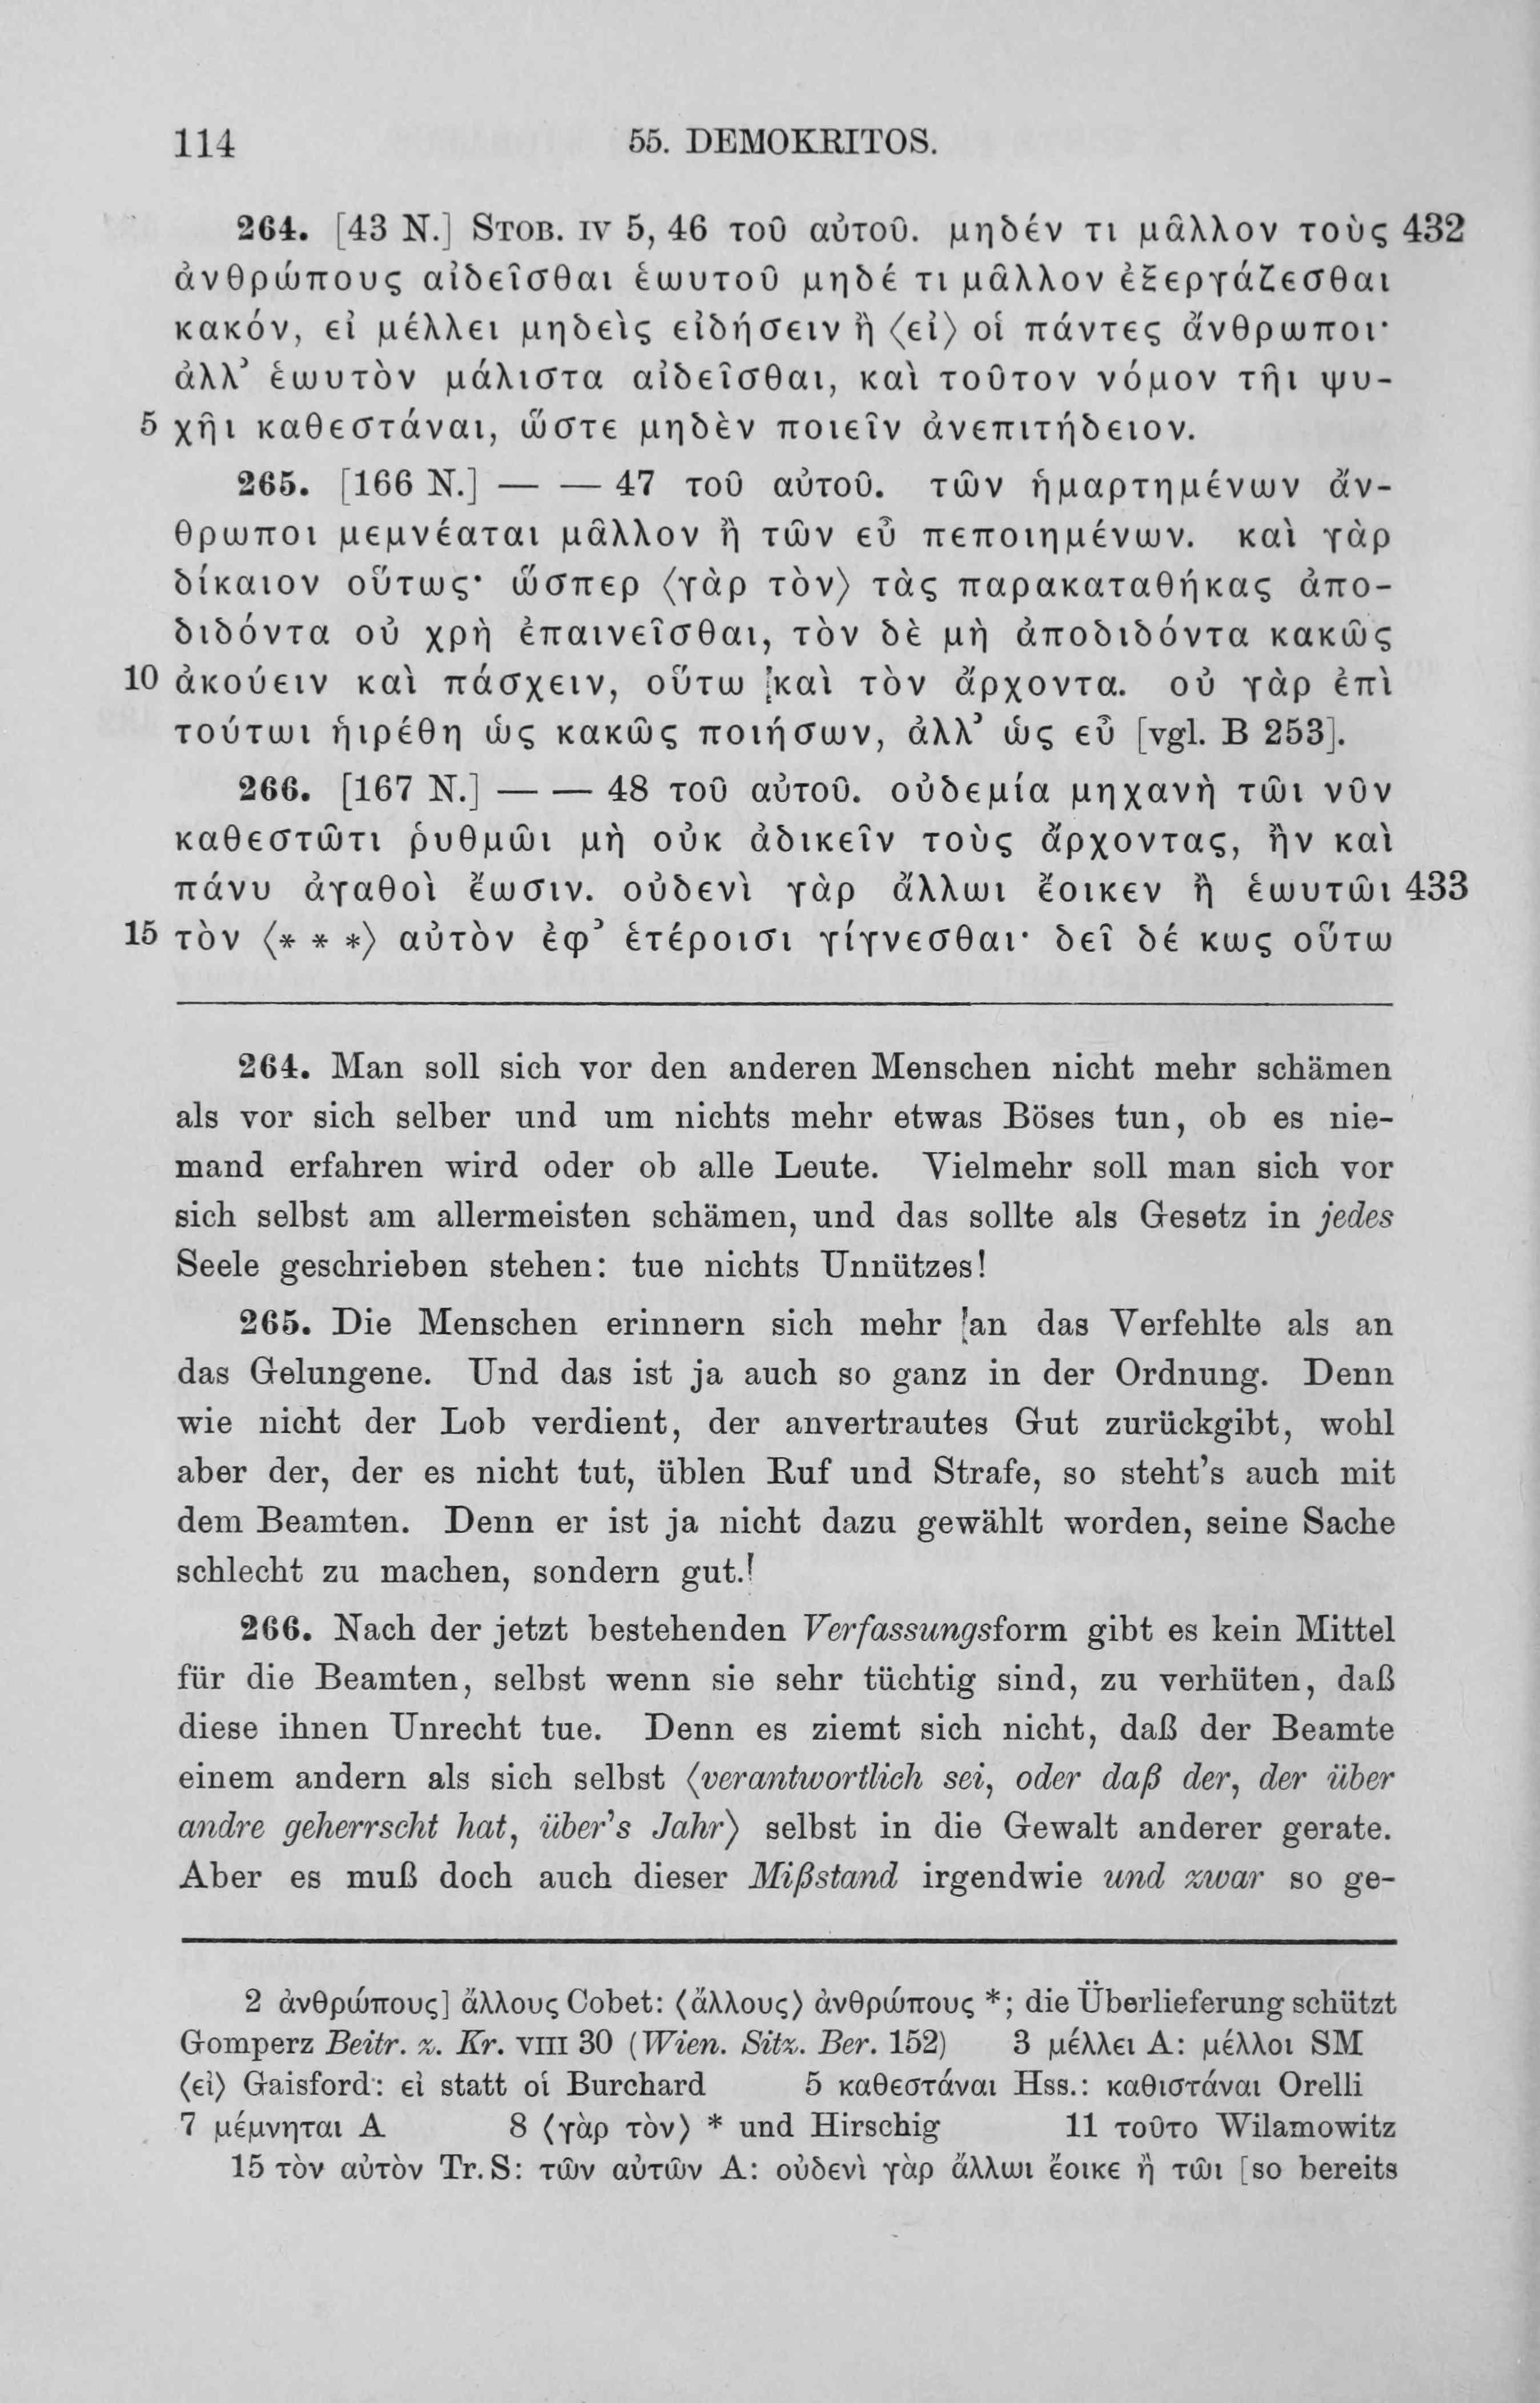 114 55. DEMOKRITOS.
264. [43 N.] STOB. IV 5, 46 τοῦ αὐτοῦ. μηδέν τι μᾶλλον τοὺς 432
ἀνθρώπους αἰδεῖσθαι ἑωυτοῦ μηδέ τι μᾶλλον ἐξεργάζεσθαι
κακόν, εἰ μέλλει μηδεὶς εἰδήσειν ἢ ⟨εἰ⟩ οἱ πάντες ἄνθρωποι·
ἀλλ’ ἑωυτὸν μάλιστα αἰδεῖσθαι, καὶ τοῦτον νόμον τῆι ψυ-
5 χῆι καθεστάναι, ὥστε μηδὲν ποιεῖν ἀνεπιτήδειον.
265. [166 N.] — — 47 τοῦ αὐτοῦ. τῶν ἡμαρτημένων ἄν-
θρωποι μεμνέαται μᾶλλον ἢ τῶν εὖ πεποιημένων. καὶ γὰρ
δίκαιον οὕτως· ὥσπερ ⟨γὰρ τὸν⟩ τὰς παρακαταθήκας ἀπο-
διδόντα οὐ χρὴ ἐπαινεῖσθαι, τὸν δὲ μὴ ἀποδιδόντα κακῶς
10 ἀκούειν καὶ πάσχειν, οὕτω [καὶ τὸν ἄρχοντα. οὐ γὰρ ἐπὶ
τούτωι ἡιρέθη ὡς κακῶς ποιήσων, ἀλλ’ ὡς εὖ [vgl. B 253].
266. [167 N.] — — 48 τοῦ αὐτοῦ. οὐδεμία μηχανὴ τῶι νῦν
καθεστῶτι ῥυθμῶι μὴ οὐκ ἀδικεῖν τοὺς ἄρχοντας, ἢν καὶ
πάνυ ἀγαθοὶ ἔωσιν. οὐδενὶ γὰρ ἄλλωι ἔοικεν ἢ ἑωυτῶι 433
15 τὸν ⟨* * *⟩ αὐτὸν ἐφ’ ἑτέροισι γίγνεσθαι· δεῖ δέ κως οὕτω
264. Man soll sich vor den anderen Menschen nicht mehr schämen
als vor sich selber und um nichts mehr etwas Böses tun, ob es nie-
mand erfahren wird oder ob alle Leute. Vielmehr soll man sich vor
sich selbst am allermeisten schämen, und das sollte als Gesetz in jedes
Seele geschrieben stehen: tue nichts Unnützes!
265. Die Menschen erinnern sich mehr [an das Verfehlte als an
das Gelungene. Und das ist ja auch so ganz in der Ordnung. Denn
wie nicht der Lob verdient, der anvertrautes Gut zurückgibt, wohl
aber der, der es nicht tut, üblen Ruf und Strafe, so steht’s auch mit
dem Beamten. Denn er ist ja nicht dazu gewählt worden, seine Sache
schlecht zu machen, sondern gut.
266. Nach der jetzt bestehenden Verfassungsform gibt es kein Mittel
für die Beamten, selbst wenn sie sehr tüchtig sind, zu verhüten, daß
diese ihnen Unrecht tue. Denn es ziemt sich nicht, daß der Beamte
einem andern als sich selbst ⟨verantwortlich sei, oder daß der, der über
andre geherrscht hat, über’s Jahr⟩ selbst in die Gewalt anderer gerate.
Aber es muß doch auch dieser Mißstand irgendwie und zwar so ge-
2 ἀνθρώπους] ἄλλους Cobet: ⟨ἄλλους⟩ ἀνθρώπους *; die Überlieferung schützt
Gomperz Beitr. z. Kr. VIII 30 (Wien. Sitz. Ber. 152) 3 μέλλει A: μέλλοι SM
⟨εἰ⟩ Gaisford: εἰ statt οἱ Burchard 5 καθεστάναι Hss.: καθιστάναι Orelli
7 μέμνηται A 8 ⟨γὰρ τὸν⟩ * und Hirschig 11 τοῦτο Wilamowitz
15 τὸν αὐτὸν Tr. S: τῶν αὐτῶν A: οὐδενὶ γὰρ ἄλλωι ἔοικε ἢ τῶι [so bereits